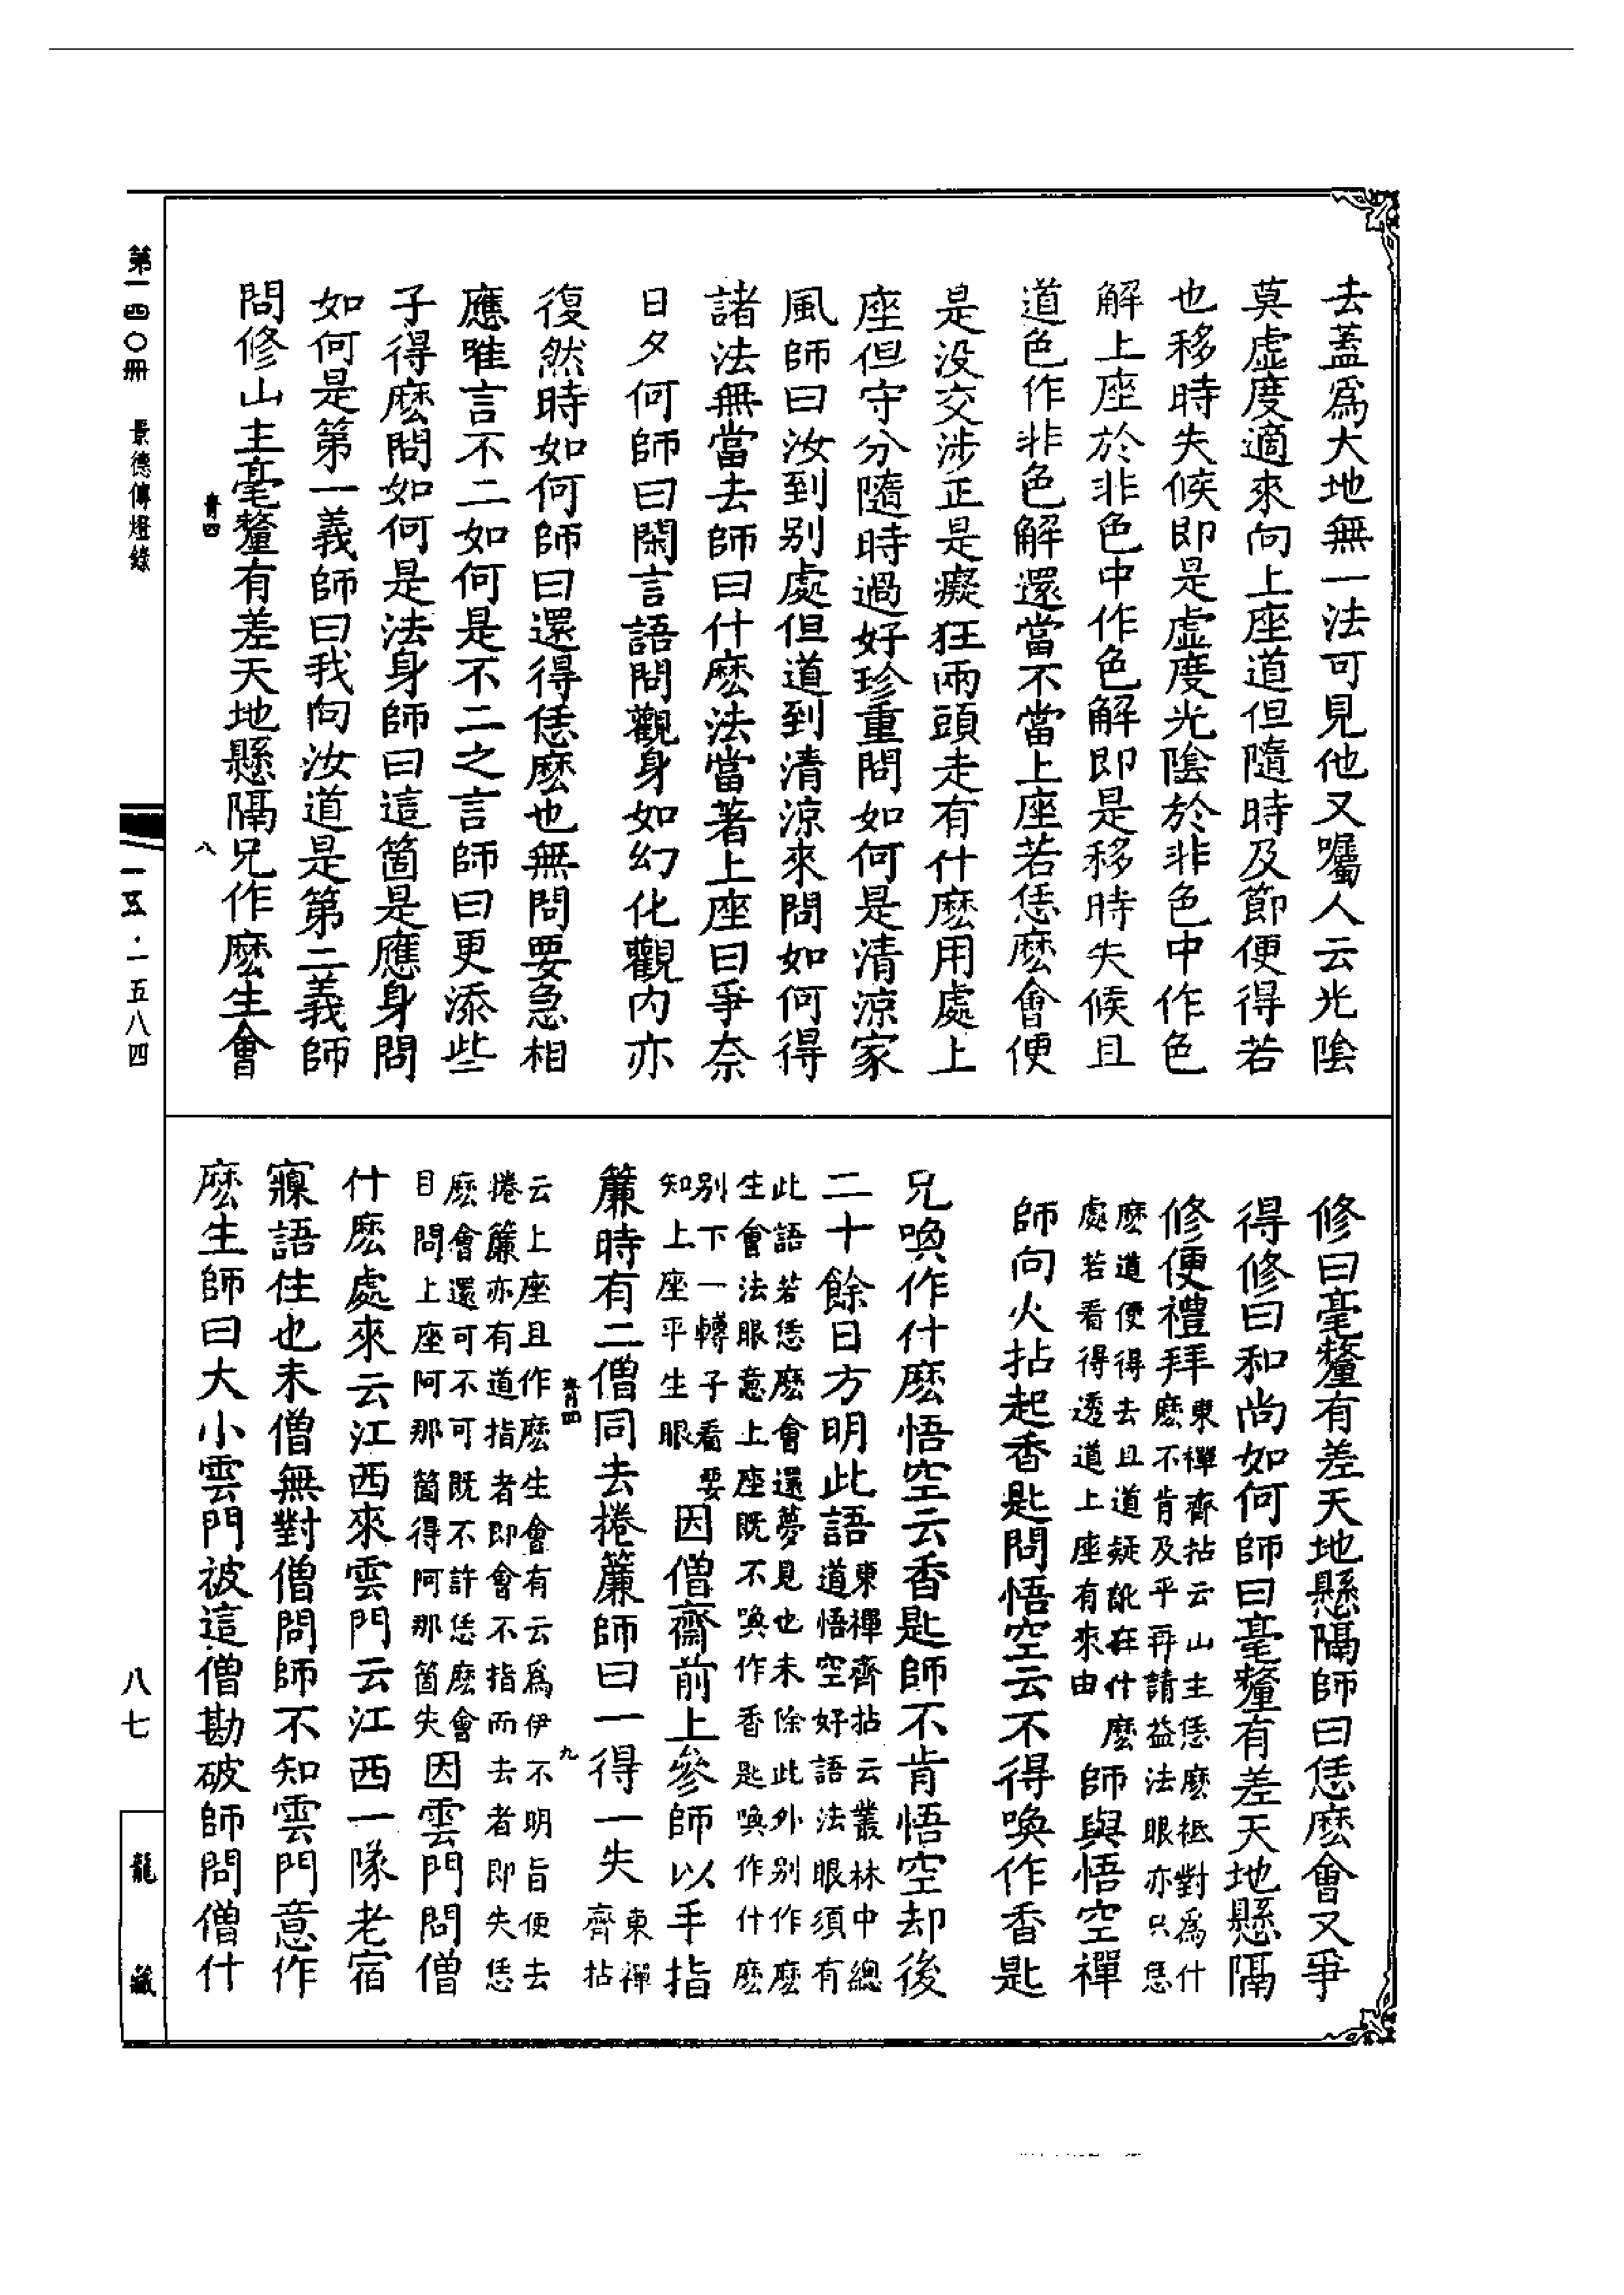 去蓋爲大地無一法可見他又囑人云光陰
莫虛度適來向上座道但隨時及節便得若
也移時失候即是虛度光陰於非色中作色
解上座於非色中作色解即是移時失候且
道色作非色解還當不當上座若恁麽會便
是没交涉正是癡狂兩頭走有什麽用處上
座但守分隨時過好珍重問如何是清涼家
風師曰汝到别處但道到清涼來問如何得
諸法無當去師曰什麽法當著上座曰爭奈
日夕何師曰閑言語問觀身如幻化觀内亦
復然時如何師曰還得恁麽也無問要急相
應唯言不二如何是不二之言師曰更添些
子得麽問如何是法身師曰這箇是應身問
如何是第一義師曰我向汝道是第二義師
問修山主毫釐有差天地懸隔兄作麽生會
青四
八
修曰毫釐有差天地懸隔師曰恁麽會又爭
得修曰和尚如何師曰毫釐有差天地懸隔
修便禮拜東禪齊拈云山主恁麽祗對爲什
麽不肯及乎再請益法眼亦只恁
麽道便得去且道疑訛在什麽
處若看得透道上座有來由
師與悟空禪
師向火拈起香匙問悟空云不得喚作香匙
兄喚作什麽悟空云香匙師不肯悟空却後
二十餘日方明此語東禪齊拈云叢林中總
道悟空好語法眼須有
此語若恁麽會還夢見也未除此外别作麽
生會法眼意上座既不喚作香匙喚作什麽
别下一轉子看要
知上座平生眼
因僧齋前上參師以手指
簾時有二僧同去捲簾師曰一得一失東禪
齊拈
青四
九
云上座且作麽生會有云爲伊不明旨便去
捲簾亦有道指者即會不指而去者即失恁
麽會還可不可既不許恁麽會
目問上座阿那箇得阿那箇失
因雲門問僧
什麽處來云江西來雲門云江西一隊老宿
寱語住也未僧無對僧問師不知雲門意作
麽生師曰大小雲門被這僧勘破師問僧什
第一四〇冊
景德傳燈錄
一五·一五八四
八七
龍藏